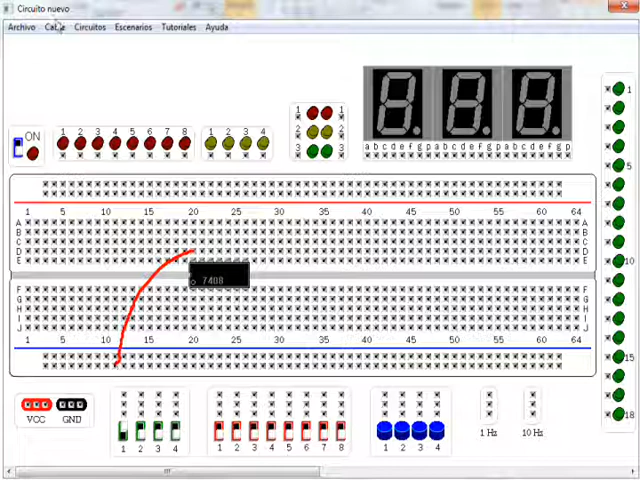 Circuito nuevo
Archivo Cable Circuitos Escenarios Tutoriales Ayuda
ON
1 2 3 4 5 6 7 8
1 2 3 4
1 1
2 2
3 3
a b c d e f g p a b c d e f g p a b c d e f g p
1 5 10 15 20 25 30 35 40 45 50 55 60 64
A A
B B
C C
D D
E E
7408
F F
G G
H H
I I
J J
1 5 10 15 20 25 30 35 40 45 50 55 60 64
VCC GND
1 2 3 4
1 2 3 4 5 6 7 8
1 2 3 4
1 Hz 10 Hz
1
5
10
15
18